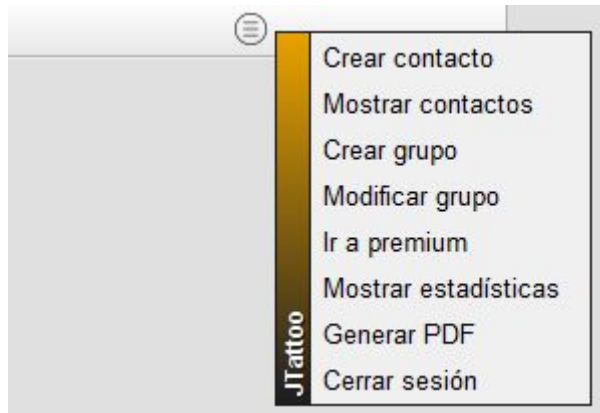 Crear contacto
Mostrar contactos
Crear grupo
Modificar grupo
Ir a premium
Mostrar estadísticas
Generar PDF
Cerrar sesión
JTattoo